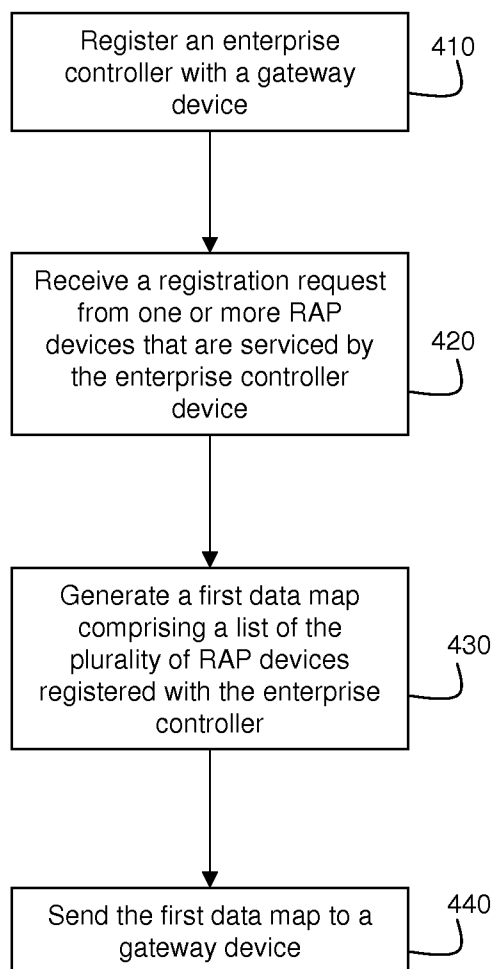 Register an enterprise
controller with a gateway
device
410
Receive a registration request
from one or more RAP
devices that are serviced by
the enterprise controller
device
420
Generate a first data map
comprising a list of the
plurality of RAP devices
registered with the enterprise
controller
430
Send the first data map to a
gateway device
440